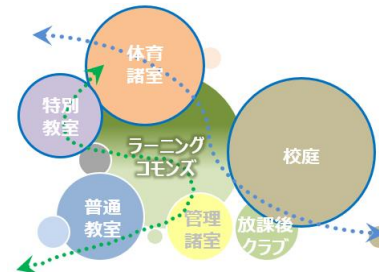 体育
諸室
特別
教室
ラーニング
コモンズ
校庭
普通
教室
管理
諸室
放課後
クラブ